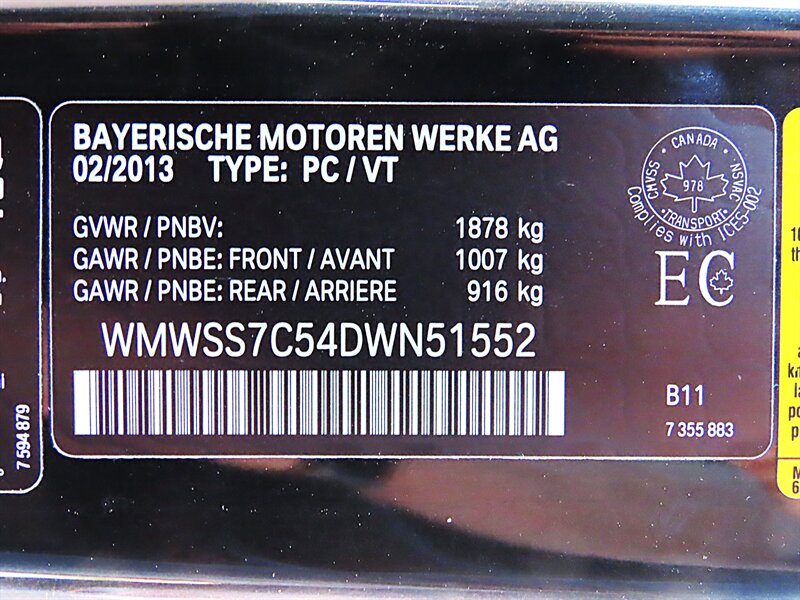 BAYERISCHE MOTOREN WERKE AG
02/2013 TYPE: PC / VT
GVWR / PNBV: 1878 kg
GAWR / PNBE: FRONT / AVANT 1007 kg
GAWR / PNBE: REAR / ARRIERE 916 kg
WMWSS7C54DWN51552
CANADA
CMVSS
NSVAC
978
TRANSPORT
Complies with ICES-002
EC
B11
7 355 883
7 594 879
10
th